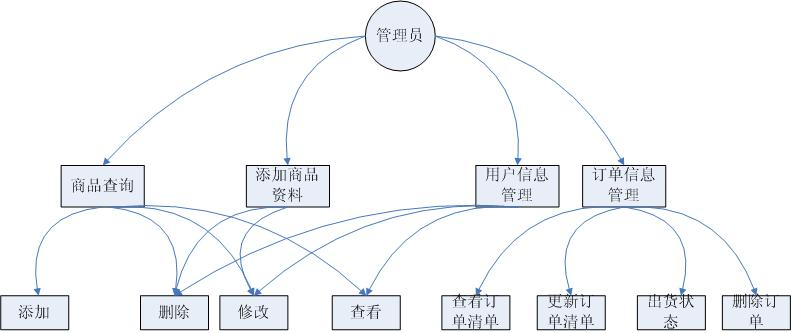 管理员
商品查询
添加商品
资料
用户信息
管理
订单信息
管理
添加
删除
修改
查看
查看订
单清单
更新订
单清单
出货状
态
删除订
单